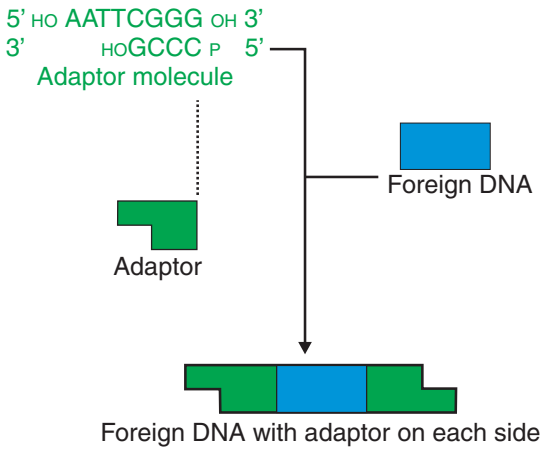 5' HO AATTCGGG OH 3'
3' HOGCCC P 5'
Adaptor molecule
Foreign DNA
Adaptor
Foreign DNA with adaptor on each side